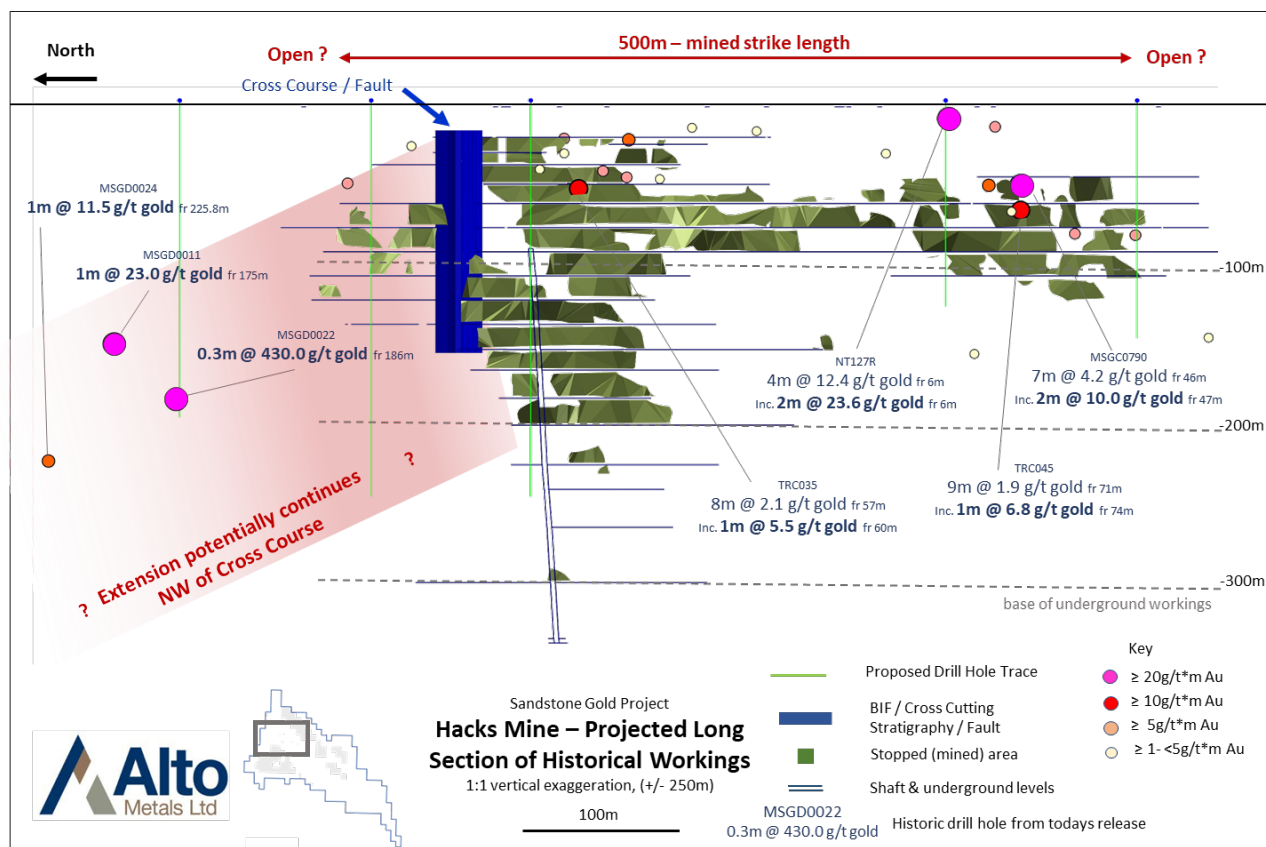 North
Open ?
500m – mined strike length
Open ?
Cross Course / Fault
MSGD0024
1m @ 11.5 g/t gold fr 225.8m
MSGD0011
1m @ 23.0 g/t gold fr 175m
MSGD0022
0.3m @ 430.0 g/t gold fr 186m
-100m
NT127R
4m @ 12.4 g/t gold fr 6m
Inc. 2m @ 23.6 g/t gold fr 6m
MSGC0790
7m @ 4.2 g/t gold fr 46m
Inc. 2m @ 10.0 g/t gold fr 47m
-200m
TRC035
8m @ 2.1 g/t gold fr 57m
Inc. 1m @ 5.5 g/t gold fr 60m
TRC045
9m @ 1.9 g/t gold fr 71m
Inc. 1m @ 6.8 g/t gold fr 74m
?
? Extension potentially continues
NW of Cross Course
-300m
base of underground workings
Sandstone Gold Project
Hacks Mine – Projected Long
Section of Historical Workings
1:1 vertical exaggeration, (+/- 250m)
100m
Proposed Drill Hole Trace
BIF / Cross Cutting
Stratigraphy / Fault
Stopped (mined) area
Shaft & underground levels
MSGD0022
0.3m @ 430.0 g/t gold
Historic drill hole from todays release
Key
≥ 20g/t*m Au
≥ 10g/t*m Au
≥ 5g/t*m Au
≥ 1- <5g/t*m Au
Alto
Metals Ltd